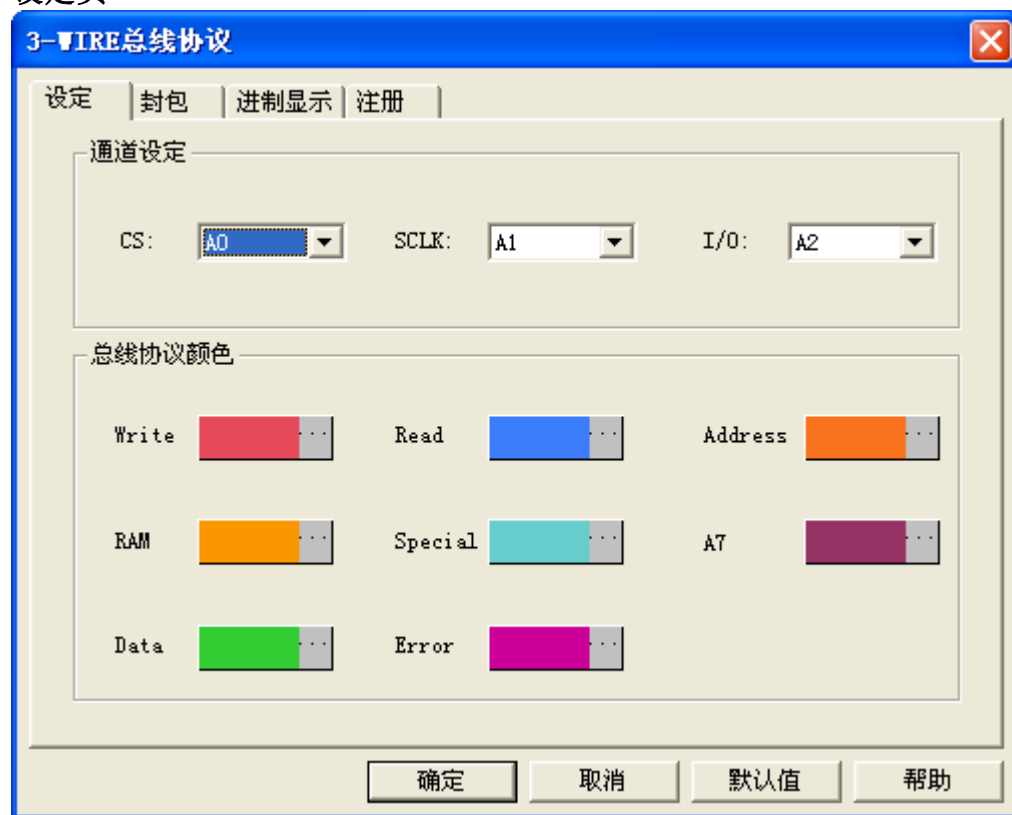 3-WIRE总线协议
设定 封包 进制显示 注册
通道设定
CS: A0 SCLK: A1 I/O: A2
总线协议颜色
Write ... Read ... Address ...
RAM ... Special ... A7 ...
Data ... Error ...
确定 取消 默认值 帮助